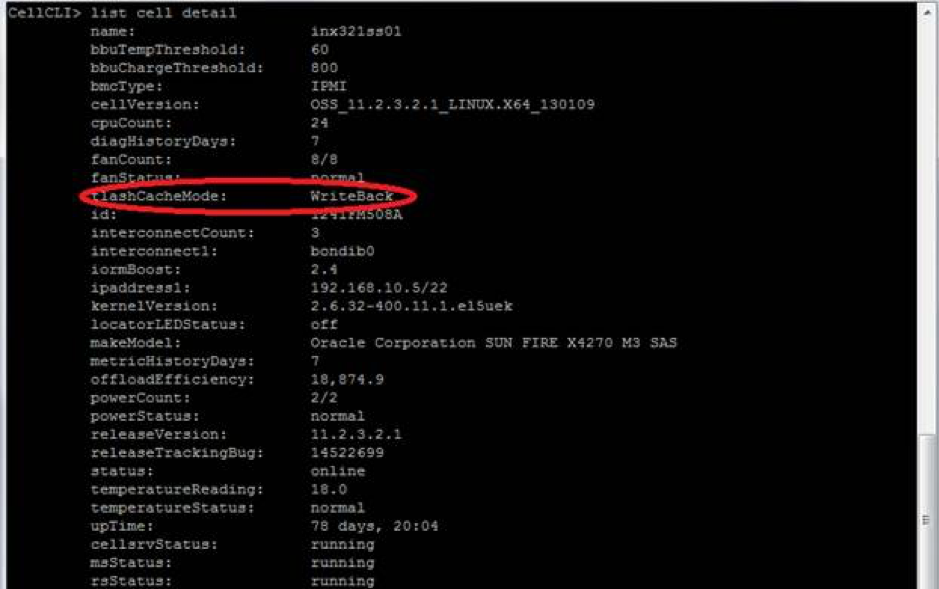 CellCLI> list cell detail
name: inx321ss01
bbuTempThreshold: 60
bbuChargeThreshold: 800
bmcType: IPMI
cellVersion: OSS_11.2.3.2.1_LINUX.X64_130109
cpuCount: 24
diagHistoryDays: 7
fanCount: 8/8
fanStatus: normal
flashCacheMode: WriteBack
id: 1241FM508A
interconnectCount: 3
interconnect1: bondib0
iormBoost: 2.4
ipaddress1: 192.168.10.5/22
kernelVersion: 2.6.32-400.11.1.el5uek
locatorLEDStatus: off
makeModel: Oracle Corporation SUN FIRE X4270 M3 SAS
metricHistoryDays: 7
offloadEfficiency: 18,874.9
powerCount: 2/2
powerStatus: normal
releaseVersion: 11.2.3.2.1
releaseTrackingBug: 14522699
status: online
temperatureReading: 18.0
temperatureStatus: normal
upTime: 78 days, 20:04
cellsrvStatus: running
msStatus: running
rsStatus: running